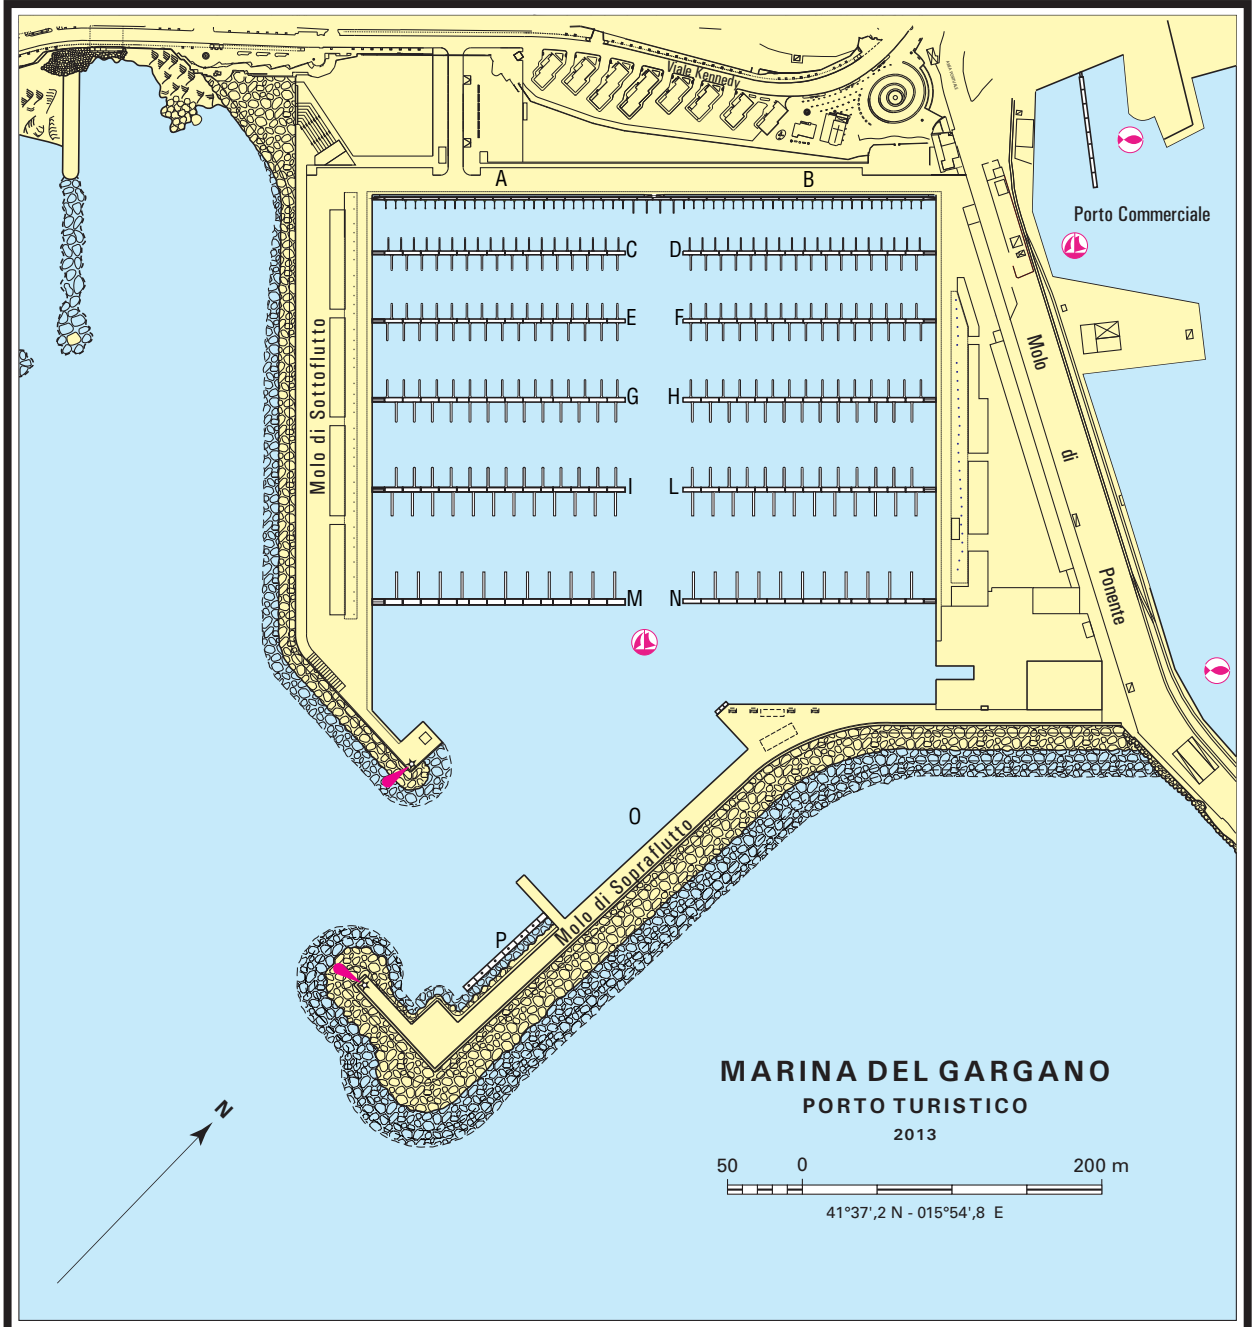 Viale Kennedy
A
B
Porto Commerciale
C
D
E
F
Molo di Sottoflutto
Molo di Ponente
G
H
I
L
M
N
O
Molo di Sopraflutto
P
MARINA DEL GARGANO
PORTO TURISTICO
2013
N
50 0 200 m
41°37',2 N - 015°54',8 E